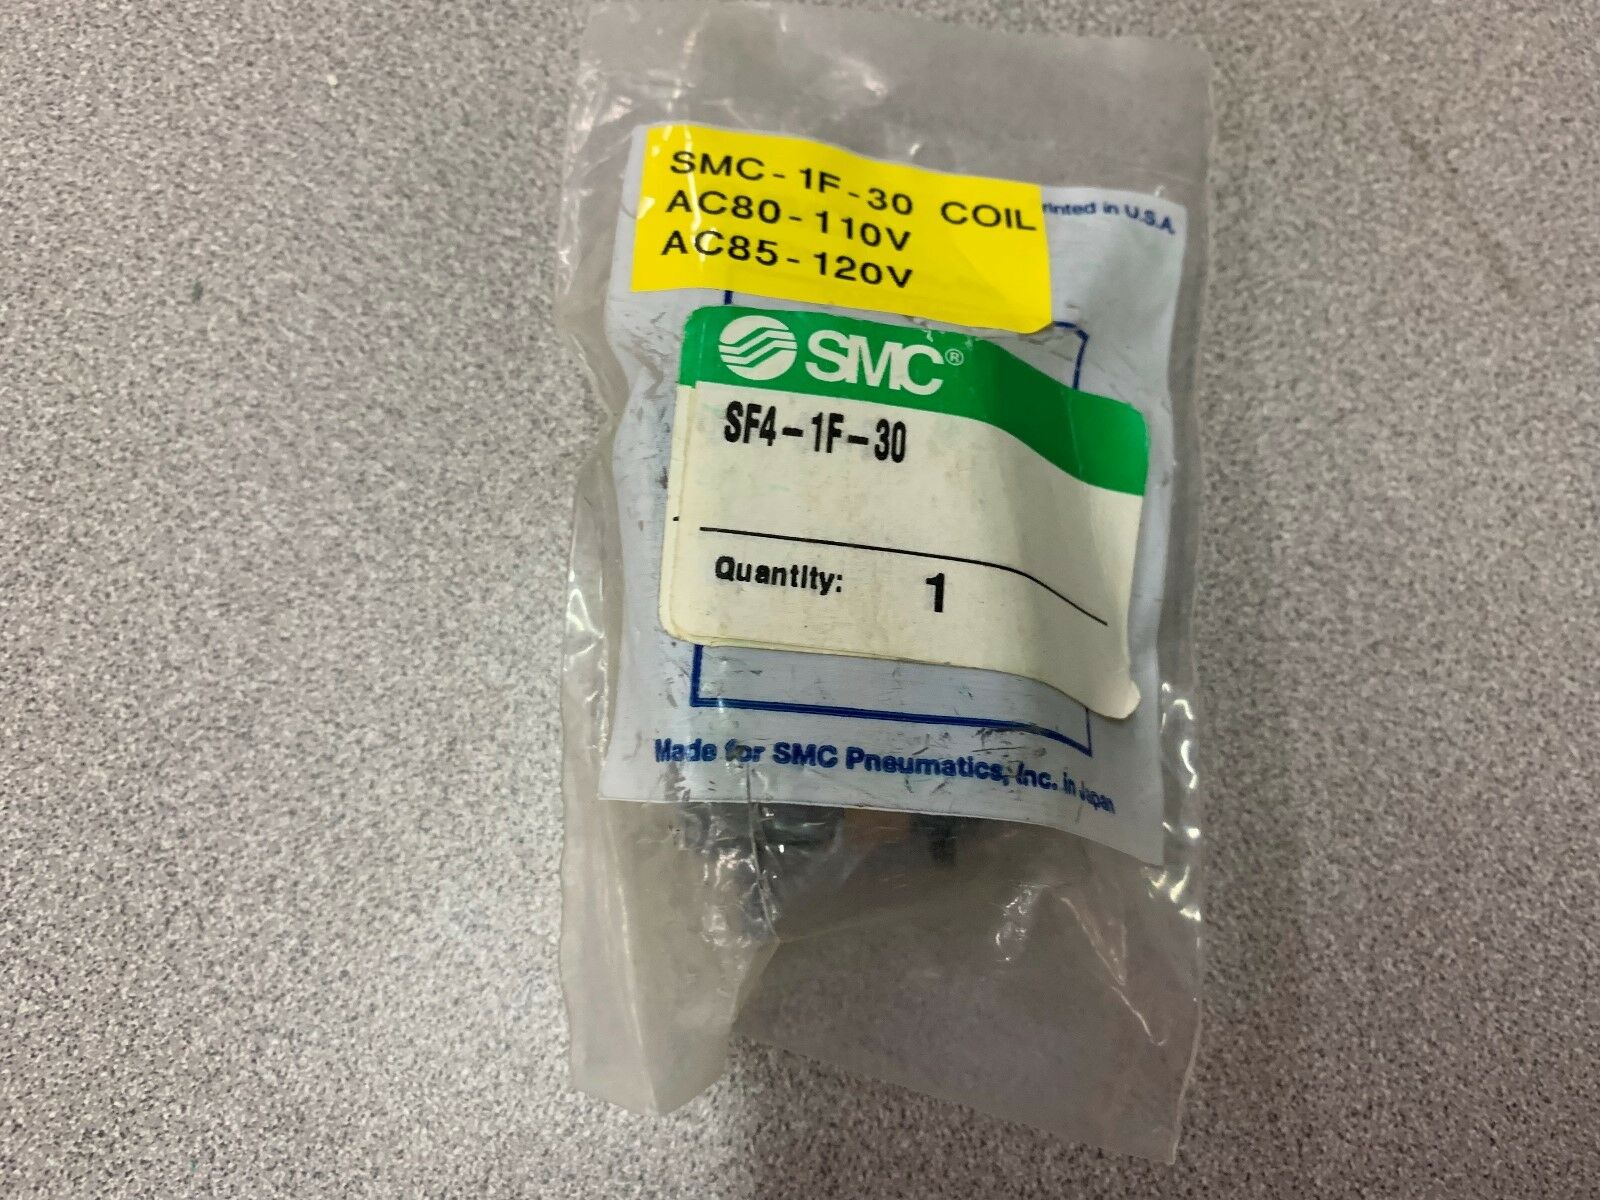 SMC-1F-30 COIL
AC80-110V
AC85-120V
Printed in U.S.A.
SMC®
SF4-1F-30
Quantity: 1
Made for SMC Pneumatics, Inc. in Japan